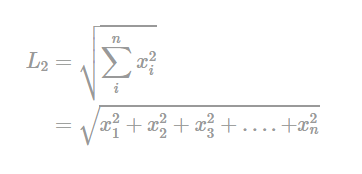 L₂ = √(∑ᵢⁿ xᵢ²)
= √(x₁² + x₂² + x₃² + .... +xₙ²)